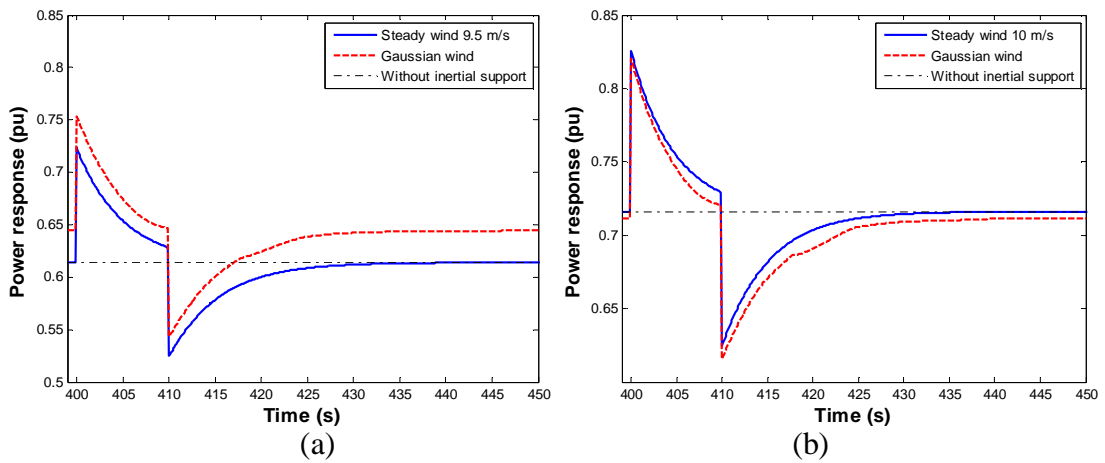 0.85
0.8
0.75
0.7
0.65
0.6
0.55
0.5
Power response (pu)
400 405 410 415 420 425 430 435 440 445 450
Time (s)
Steady wind 9.5 m/s
Gaussian wind
Without inertial support
(a)
0.85
0.8
0.75
0.7
0.65
Power response (pu)
400 405 410 415 420 425 430 435 440 445 450
Time (s)
Steady wind 10 m/s
Gaussian wind
Without inertial support
(b)